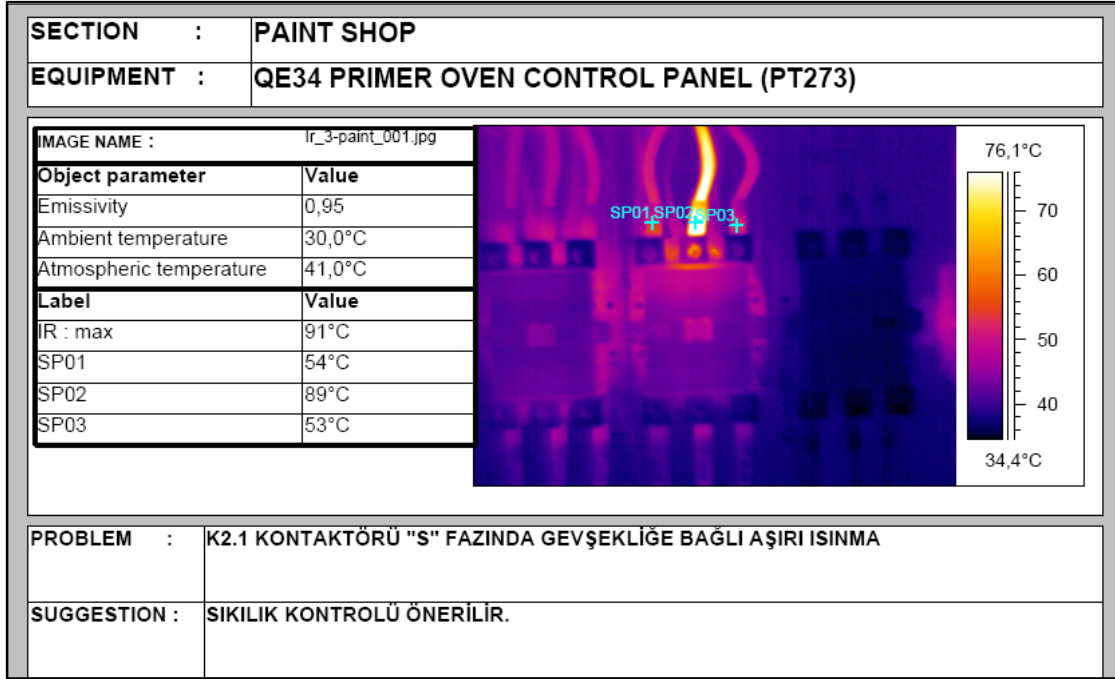 SECTION : PAINT SHOP
EQUIPMENT : QE34 PRIMER OVEN CONTROL PANEL (PT273)
IMAGE NAME : Ir_3-paint_001.jpg
Object parameter Value
Emissivity 0,95
Ambient temperature 30,0°C
Atmospheric temperature 41,0°C
Label Value
IR : max 91°C
SP01 54°C
SP02 89°C
SP03 53°C
SP01 SP02 SP03
76,1°C
70
60
50
40
34,4°C
PROBLEM : K2.1 KONTAKTÖRÜ "S" FAZINDA GEVŞEKLİĞE BAĞLI AŞIRI ISINMA
SUGGESTION : SIKILIK KONTROLÜ ÖNERİLİR.